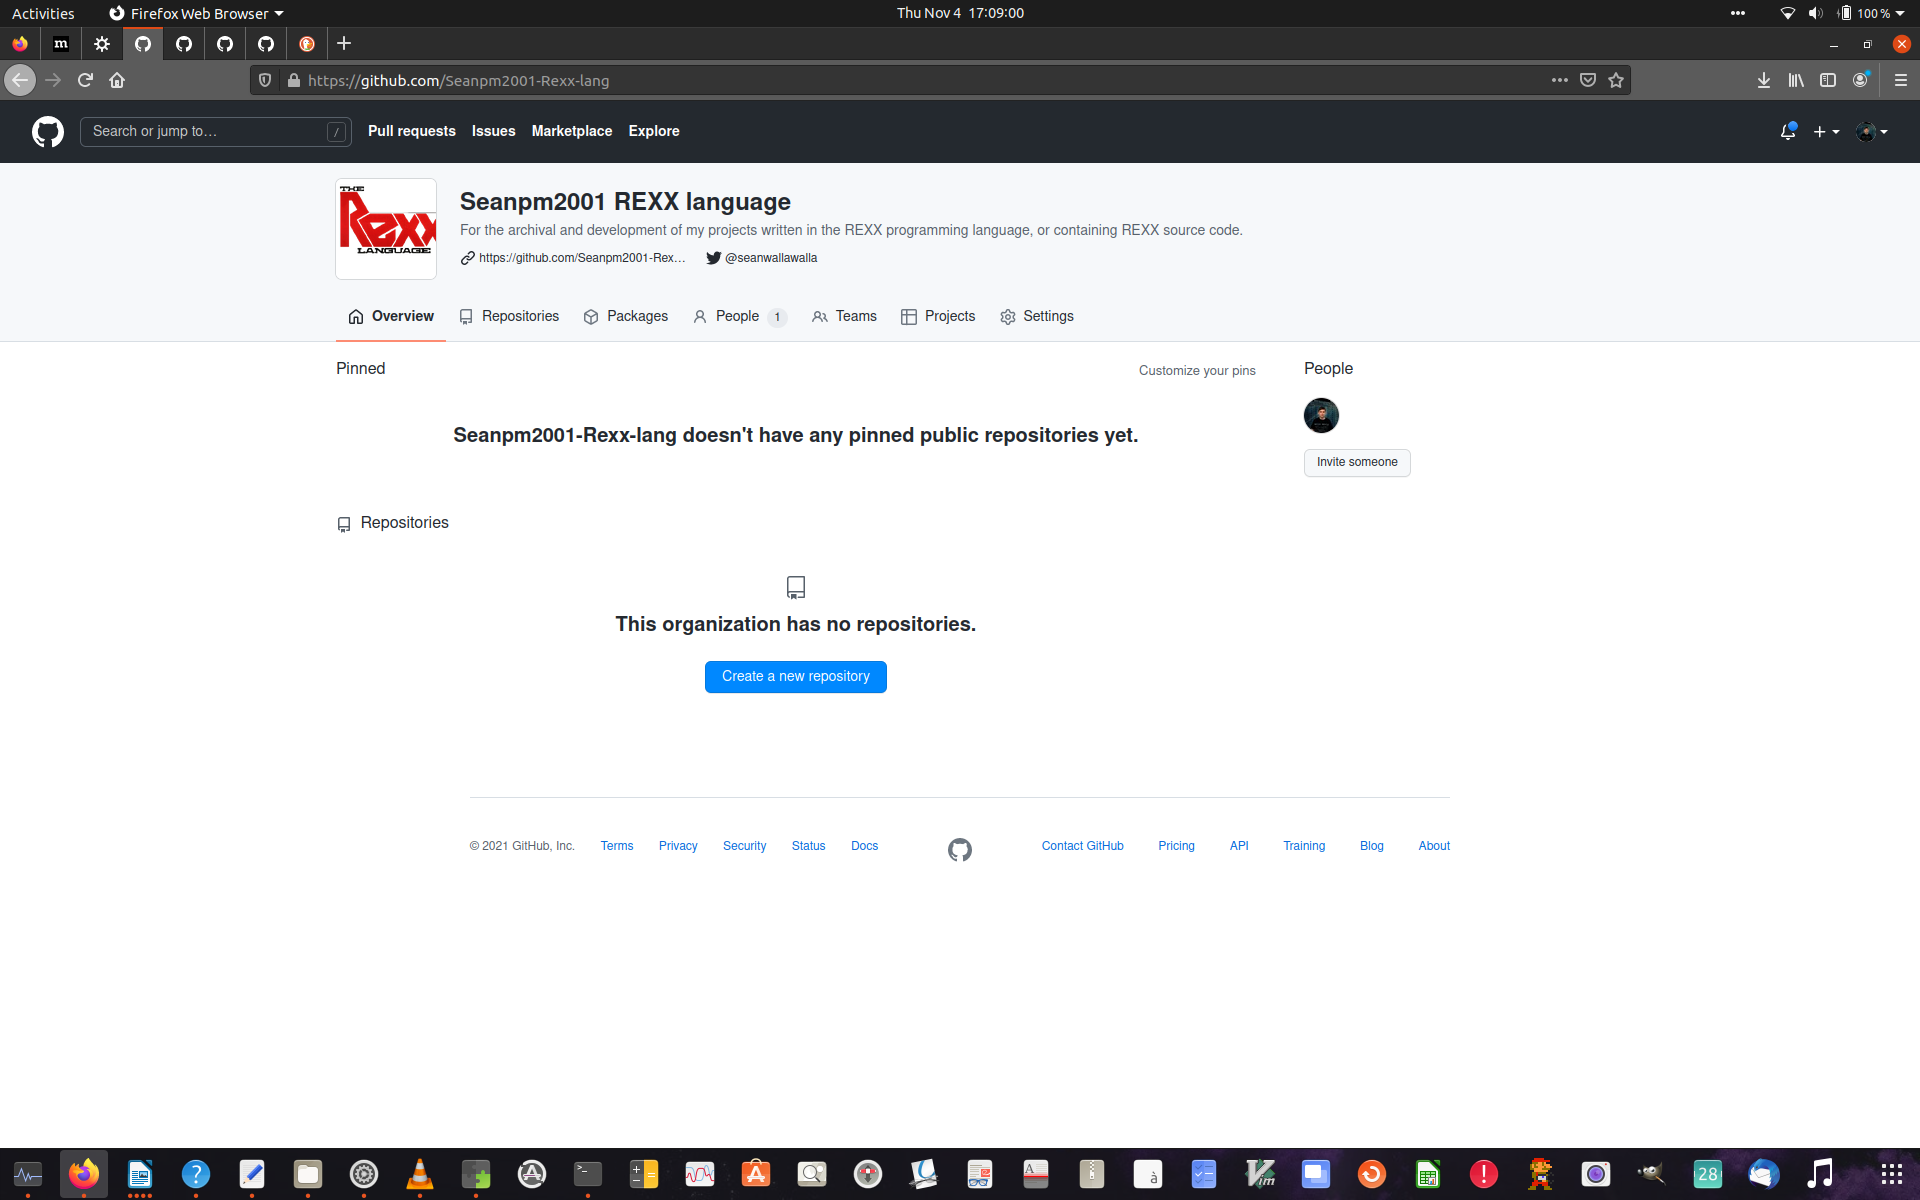 Activities Firefox Web Browser Thu Nov 4 17:09:00 100 %
m
https://github.com/Seanpm2001-Rexx-lang
Search or jump to… / Pull requests Issues Marketplace Explore
THE
Rexx
LANGUAGE
Seanpm2001 REXX language
For the archival and development of my projects written in the REXX programming language, or containing REXX source code.
https://github.com/Seanpm2001-Rex… @seanwallawalla
Overview Repositories Packages People 1 Teams Projects Settings
Pinned Customize your pins People
Seanpm2001-Rexx-lang doesn't have any pinned public repositories yet.
Invite someone
Repositories
This organization has no repositories.
Create a new repository
© 2021 GitHub, Inc. Terms Privacy Security Status Docs Contact GitHub Pricing API Training Blog About
28